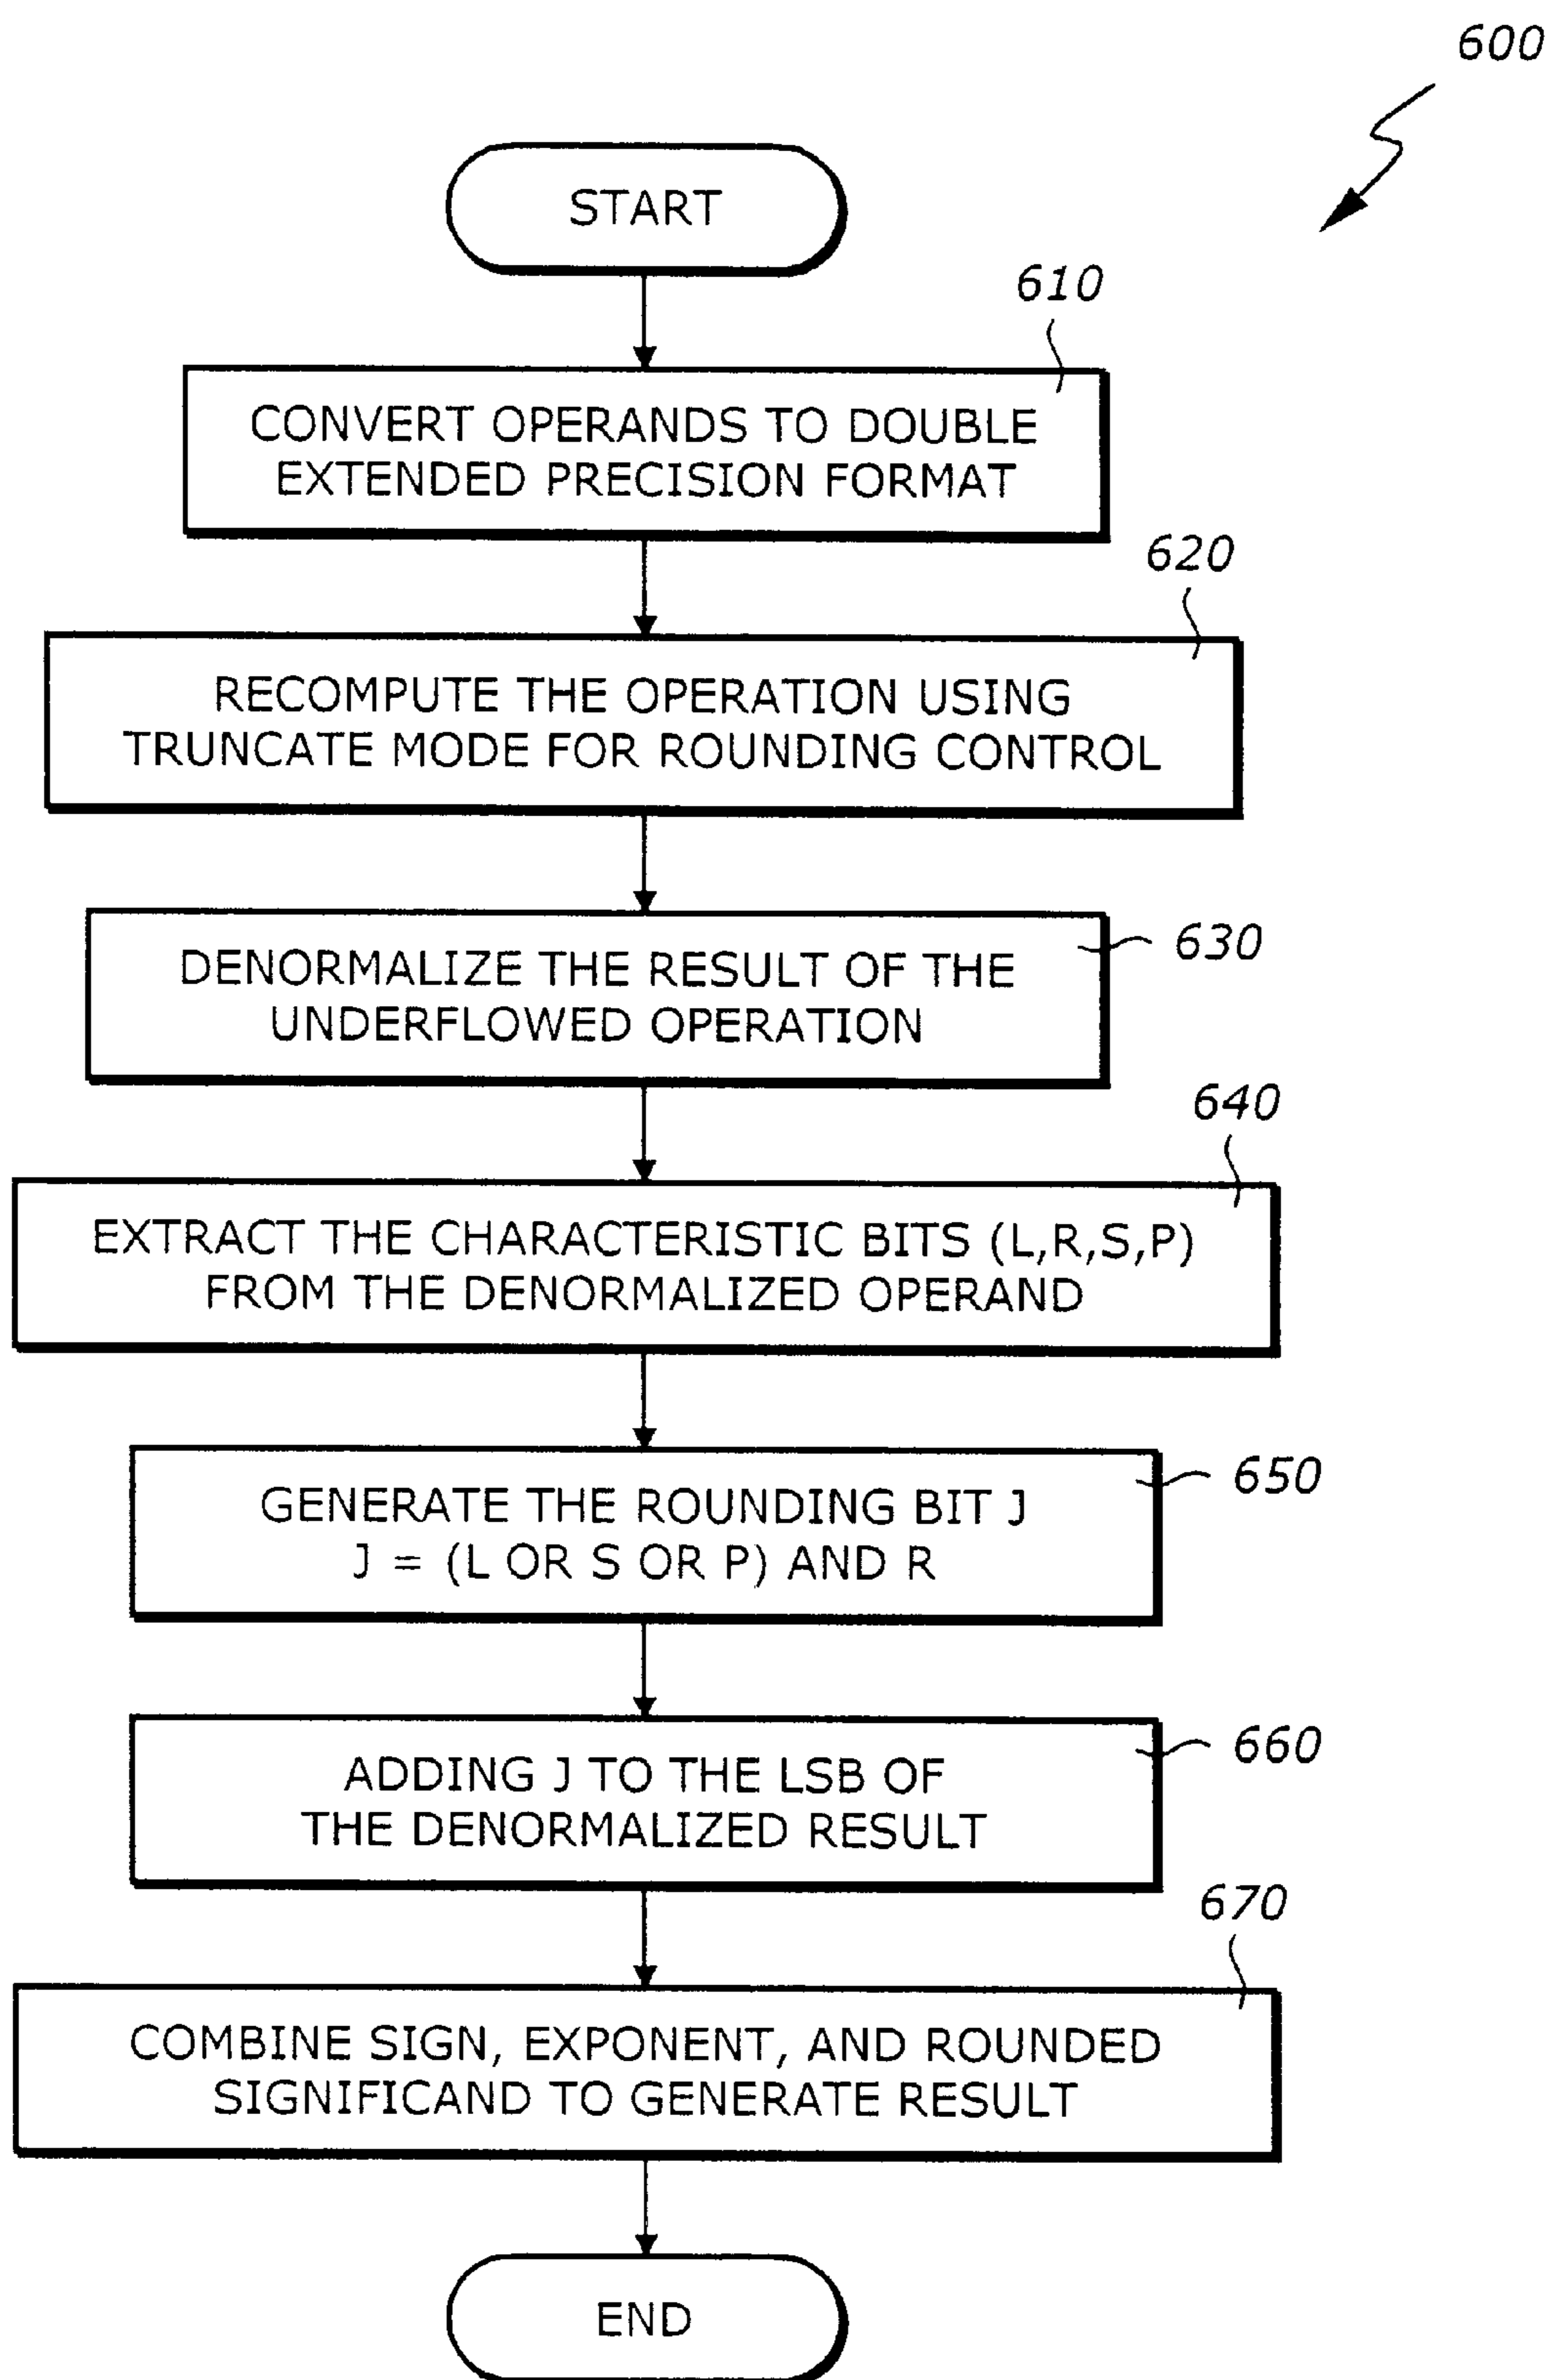 600
START
610
CONVERT OPERANDS TO DOUBLE
EXTENDED PRECISION FORMAT
620
RECOMPUTE THE OPERATION USING
TRUNCATE MODE FOR ROUNDING CONTROL
630
DENORMALIZE THE RESULT OF THE
UNDERFLOWED OPERATION
640
EXTRACT THE CHARACTERISTIC BITS (L,R,S,P)
FROM THE DENORMALIZED OPERAND
650
GENERATE THE ROUNDING BIT J
J = (L OR S OR P) AND R
660
ADDING J TO THE LSB OF
THE DENORMALIZED RESULT
670
COMBINE SIGN, EXPONENT, AND ROUNDED
SIGNIFICAND TO GENERATE RESULT
END